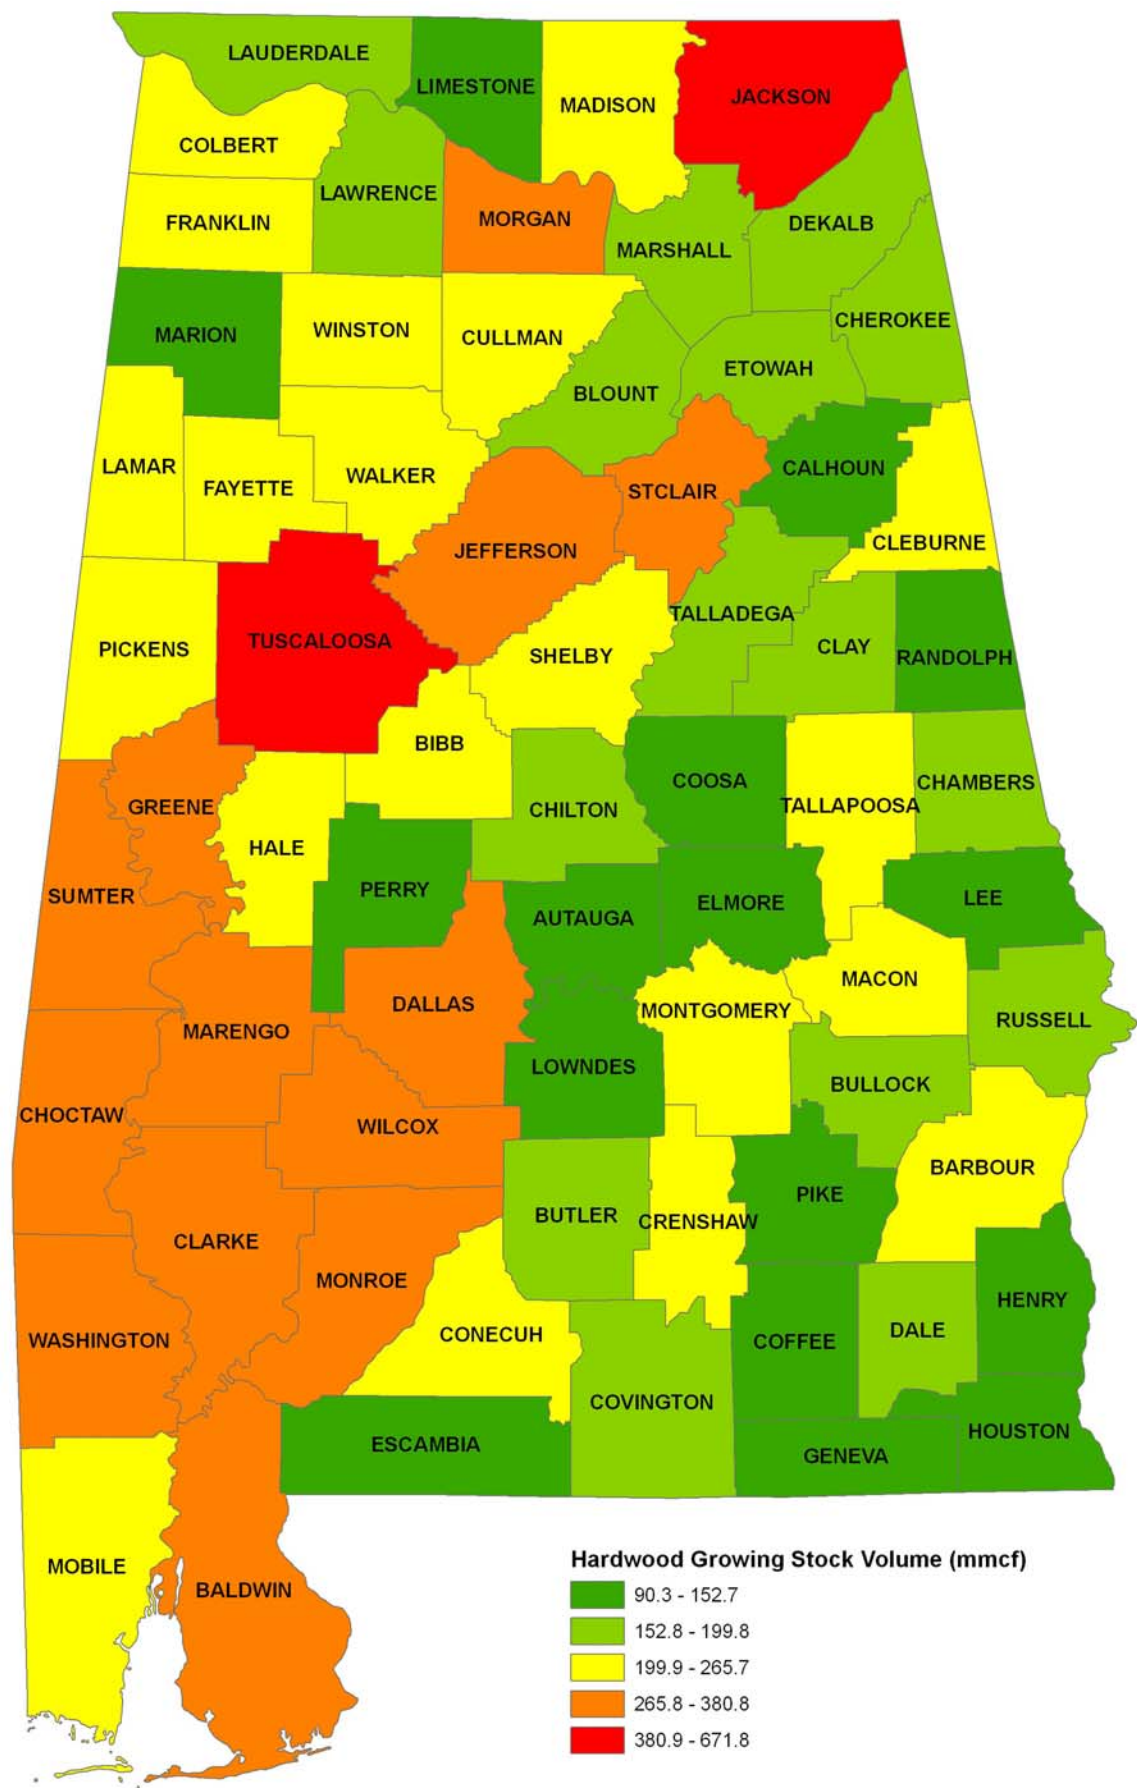 LAUDERDALE
LIMESTONE
MADISON
JACKSON
COLBERT
LAWRENCE
FRANKLIN
MORGAN
MARSHALL
DEKALB
MARION
WINSTON
CULLMAN
CHEROKEE
ETOWAH
BLOUNT
LAMAR
FAYETTE
WALKER
STCLAIR
CALHOUN
JEFFERSON
CLEBURNE
TALLADEGA
PICKENS
TUSCALOOSA
SHELBY
CLAY
RANDOLPH
BIBB
COOSA
CHAMBERS
GREENE
CHILTON
TALLAPOOSA
HALE
SUMTER
PERRY
AUTAUGA
ELMORE
LEE
MACON
DALLAS
MONTGOMERY
RUSSELL
MARENGO
LOWNDES
BULLOCK
CHOCTAW
WILCOX
BARBOUR
PIKE
BUTLER
CRENSHAW
CLARKE
MONROE
HENRY
WASHINGTON
CONECUH
COFFEE
DALE
COVINGTON
ESCAMBIA
HOUSTON
GENEVA
MOBILE
BALDWIN
Hardwood Growing Stock Volume (mmcf)
90.3 - 152.7
152.8 - 199.8
199.9 - 265.7
265.8 - 380.8
380.9 - 671.8